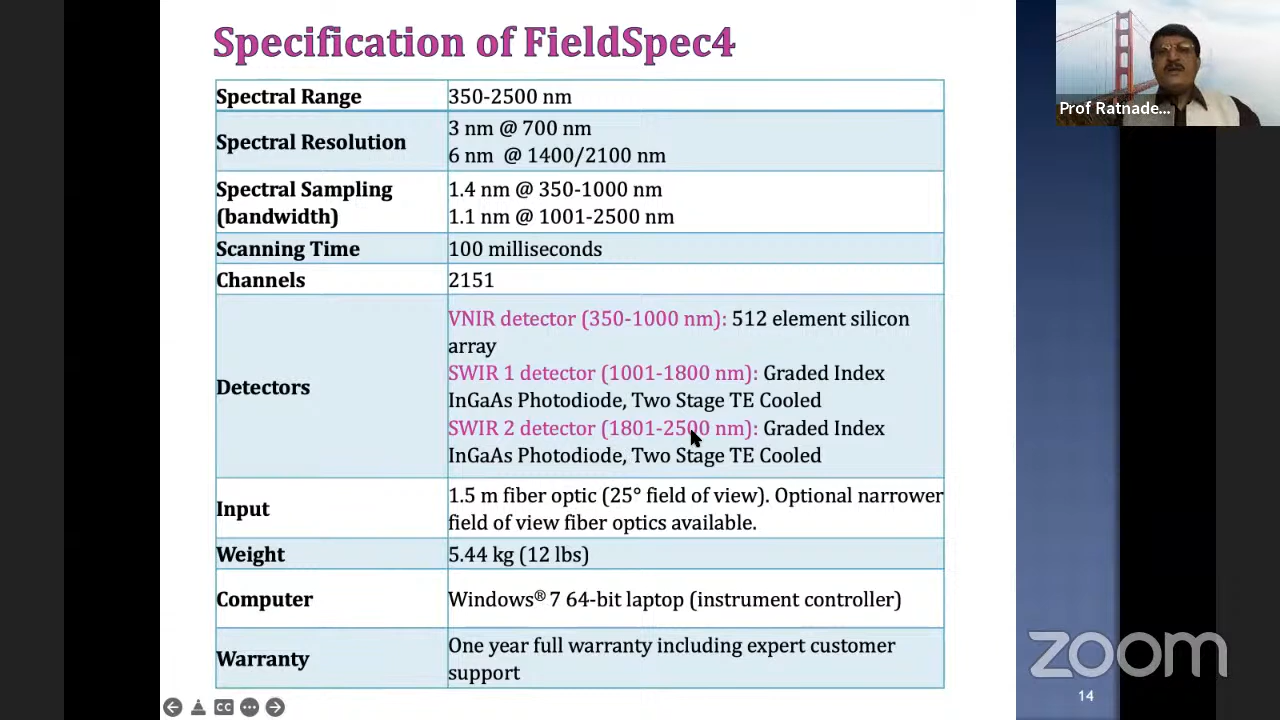 Specification of FieldSpec4
Spectral Range 350-2500 nm
Spectral Resolution 3 nm @ 700 nm
6 nm @ 1400/2100 nm
Spectral Sampling (bandwidth) 1.4 nm @ 350-1000 nm
1.1 nm @ 1001-2500 nm
Scanning Time 100 milliseconds
Channels 2151
Detectors
VNIR detector (350-1000 nm): 512 element silicon
array
SWIR 1 detector (1001-1800 nm): Graded Index
InGaAs Photodiode, Two Stage TE Cooled
SWIR 2 detector (1801-2500 nm): Graded Index
InGaAs Photodiode, Two Stage TE Cooled
Input
1.5 m fiber optic (25° field of view). Optional narrower
field of view fiber optics available.
Weight 5.44 kg (12 lbs)
Computer Windows® 7 64-bit laptop (instrument controller)
Warranty
One year full warranty including expert customer
support
Prof Ratnade...
CC
zoom
14